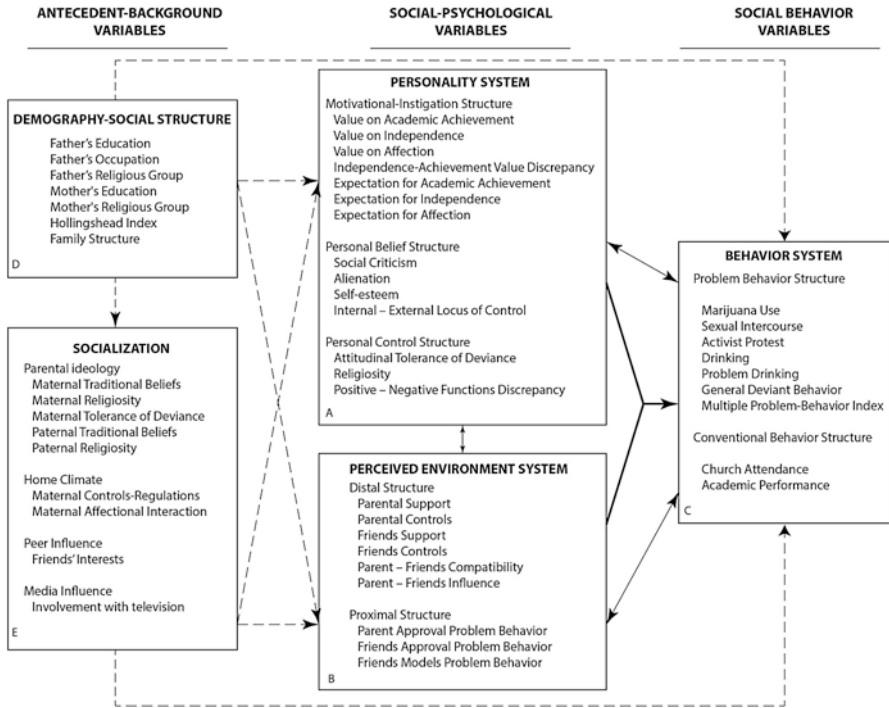 ANTECEDENT-BACKGROUND
VARIABLES
SOCIAL-PSYCHOLOGICAL
VARIABLES
SOCIAL BEHAVIOR
VARIABLES
DEMOGRAPHY-SOCIAL STRUCTURE
Father's Education
Father's Occupation
Father's Religious Group
Mother's Education
Mother's Religious Group
Hollingshead Index
Family Structure
D
SOCIALIZATION
Parental ideology
Maternal Traditional Beliefs
Maternal Religiosity
Maternal Tolerance of Deviance
Paternal Traditional Beliefs
Paternal Religiosity
Home Climate
Maternal Controls-Regulations
Maternal Affectional Interaction
Peer Influence
Friends' Interests
Media Influence
Involvement with television
E
PERSONALITY SYSTEM
Motivational-Instigation Structure
Value on Academic Achievement
Value on Independence
Value on Affection
Independence-Achievement Value Discrepancy
Expectation for Academic Achievement
Expectation for Independence
Expectation for Affection
Personal Belief Structure
Social Criticism
Alienation
Self-esteem
Internal – External Locus of Control
Personal Control Structure
Attitudinal Tolerance of Deviance
Religiosity
Positive – Negative Functions Discrepancy
A
PERCEIVED ENVIRONMENT SYSTEM
Distal Structure
Parental Support
Parental Controls
Friends Support
Friends Controls
Parent – Friends Compatibility
Parent – Friends Influence
Proximal Structure
Parent Approval Problem Behavior
Friends Approval Problem Behavior
Friends Models Problem Behavior
B
BEHAVIOR SYSTEM
Problem Behavior Structure
Marijuana Use
Sexual Intercourse
Activist Protest
Drinking
Problem Drinking
General Deviant Behavior
Multiple Problem-Behavior Index
Conventional Behavior Structure
Church Attendance
Academic Performance
C